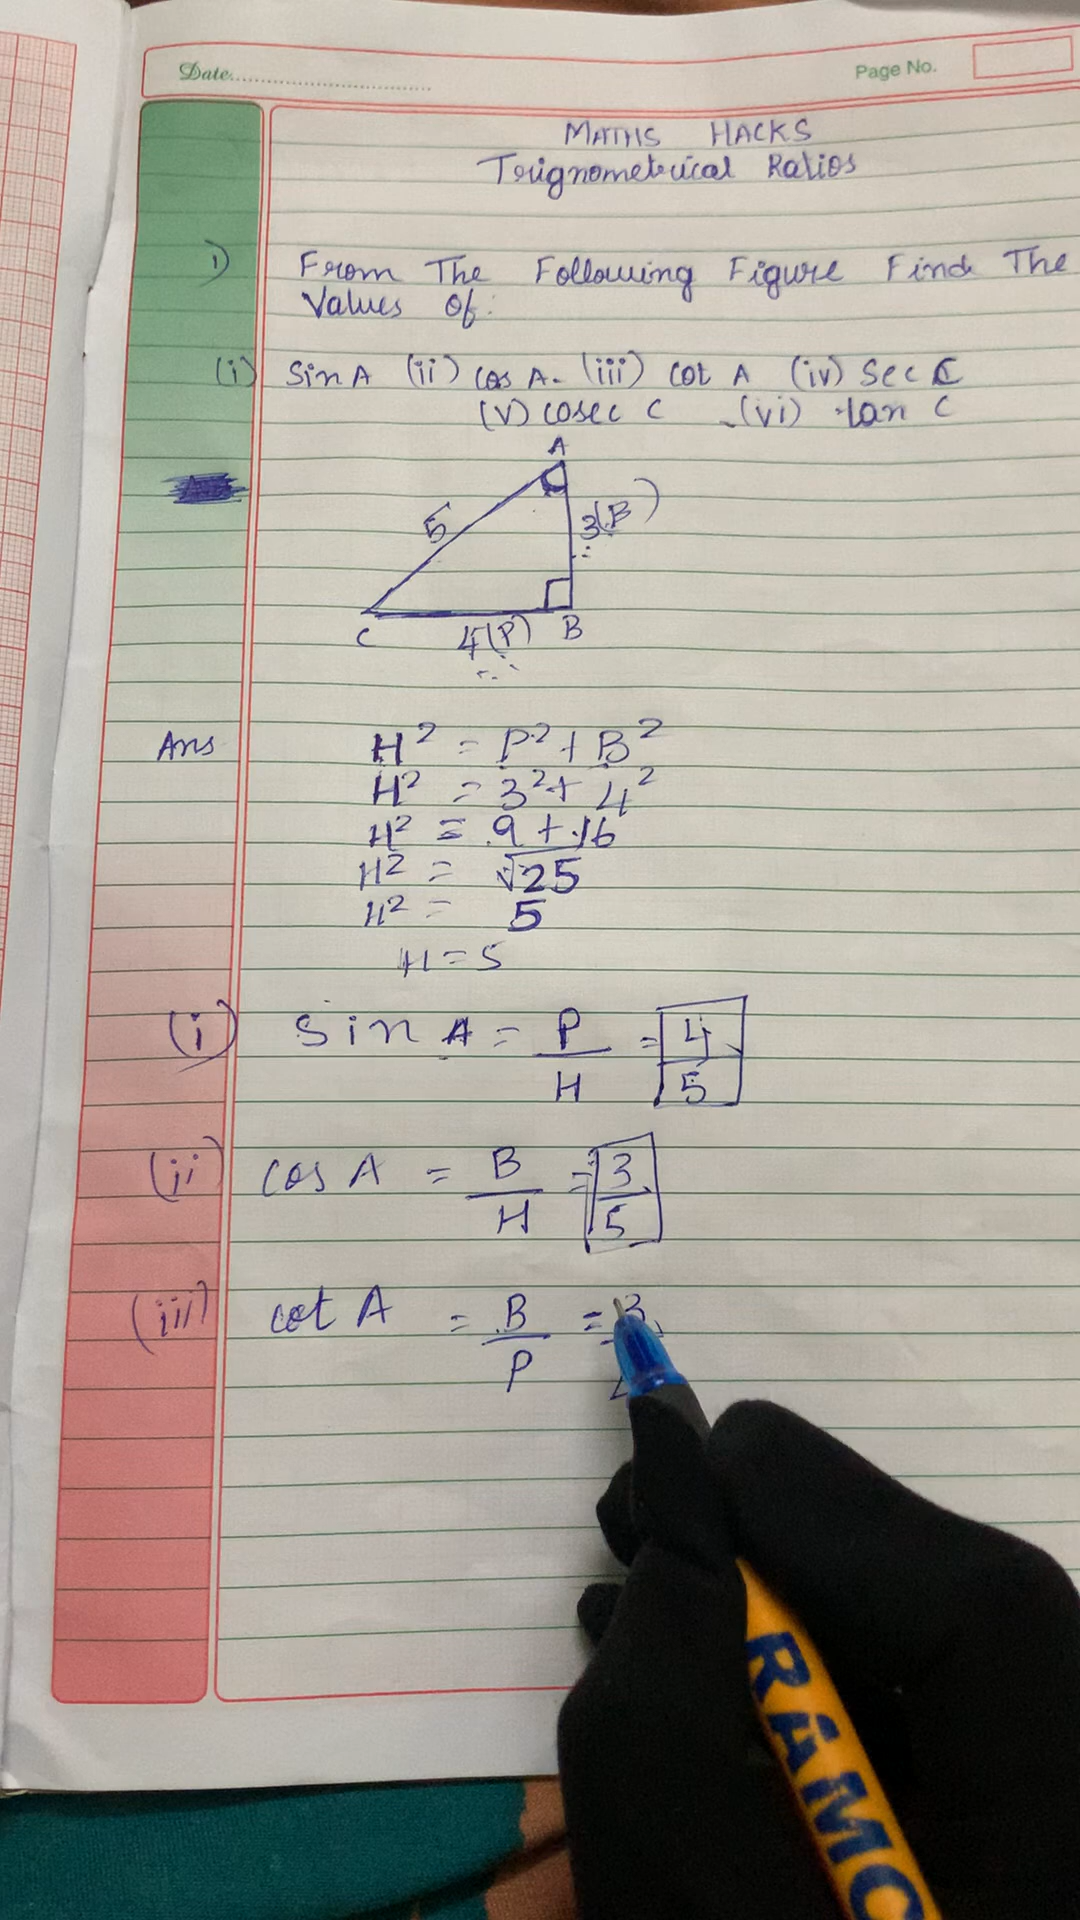 Date
Page No.
MATHS HACKS
Trignometrical Ratios
1) From The Following Figure Find The
Values Of:
(i) Sin A (ii) cos A. (iii) cot A (iv) Sec C
(v) cosec C (vi) tan C
A
5
3(B)
C
4(P)
B
Ans H² = P² + B²
H² = 3² + 4²
H² = 9 + 16
H² = √25
H² = 5
H = 5
(i) Sin A = P/H = 4/5
(ii) cos A = B/H = 3/5
(iii) cot A = B/P = 3
RAMO